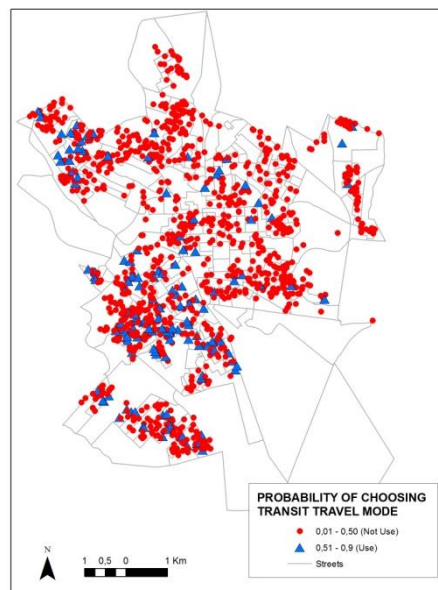 PROBABILITY OF CHOOSING
TRANSIT TRAVEL MODE
0,01 - 0,50 (Not Use)
0,51 - 0,9 (Use)
Streets
N
1 0,5 0 1 Km